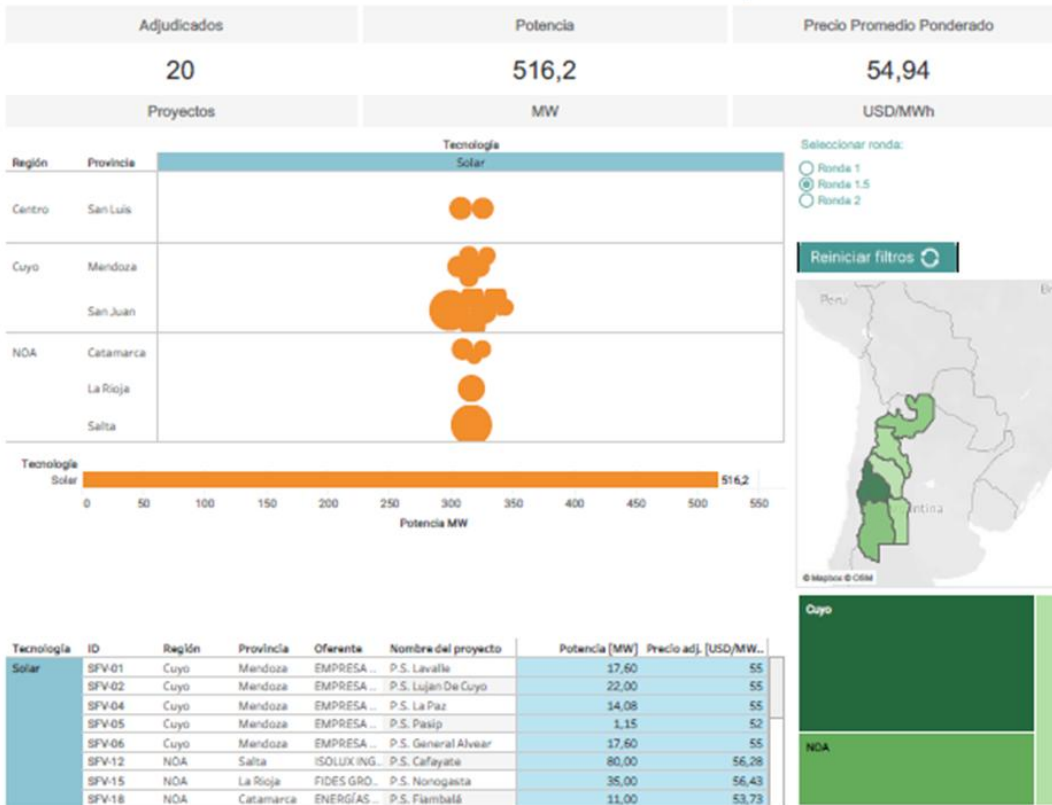 Adjudicados Potencia Precio Promedio Ponderado
20 516,2 54,94
Proyectos MW USD/MWh
Tecnología
Región Provincia Solar
Centro San Luis
Cuyo Mendoza
San Juan
NOA Catamarca
La Rioja
Salta
Seleccionar ronda:
Ronda 1
Ronda 1.5
Ronda 2
Reiniciar filtros
Peru
Argentina
© Mapbox © OSM
Tecnología
Solar 516,2
0 50 100 150 200 250 300 350 400 450 500 550
Potencia MW
Tecnología ID Región Provincia Oferente Nombre del proyecto Potencia [MW] Precio adj. [USD/MW...
Solar SFV-01 Cuyo Mendoza EMPRESA .. P.S. Lavalle 17,60 55
SFV-02 Cuyo Mendoza EMPRESA .. P.S. Lujan De Cuyo 22,00 55
SFV-04 Cuyo Mendoza EMPRESA .. P.S. La Paz 14,08 55
SFV-05 Cuyo Mendoza EMPRESA .. P.S. Pasip 1,15 52
SFV-06 Cuyo Mendoza EMPRESA .. P.S. General Alvear 17,60 55
SFV-12 NOA Salta ISOLUX ING.. P.S. Cafayate 80,00 56,28
SFV-15 NOA La Rioja FIDES GRO.. P.S. Nonogasta 35,00 56,43
SFV-18 NOA Catamarca ENERGÍAS .. P.S. Fiambalá 11,00 53,73
Cuyo
NOA